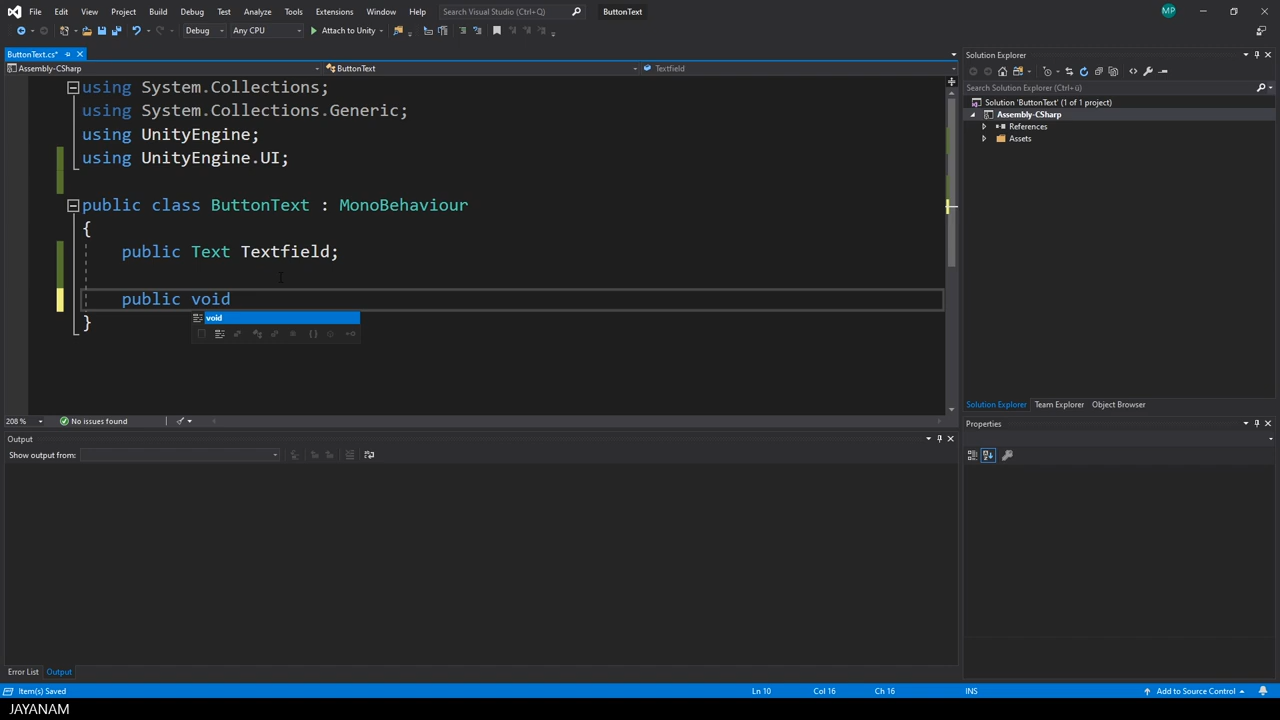 File Edit View Git Project Build Debug Test Analyze Tools Extensions Window Help Search Visual Studio (Ctrl+Q) ButtonText MP
Debug Any CPU Attach to Unity
ButtonText.cs*
Assembly-CSharp ButtonText Textfield
using System.Collections;
using System.Collections.Generic;
using UnityEngine;
using UnityEngine.UI;
public class ButtonText : MonoBehaviour
{
public Text Textfield;
public void
void
}
208 % No issues found
Output
Show output from:
Error List Output
Solution Explorer
Search Solution Explorer (Ctrl+ü)
Solution 'ButtonText' (1 of 1 project)
Assembly-CSharp
References
Assets
Solution Explorer Team Explorer Object Browser
Properties
Item(s) Saved Ln 10 Col 16 Ch 16 INS Add to Source Control
JAYANAM